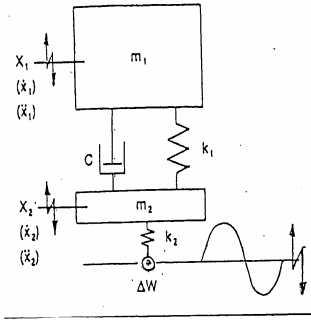 m₁
X₁
(ẋ₁)
(ẍ₁)
C
k₁
X₂
m₂
(ẋ₂)
(ẍ₂)
k₂
ΔW